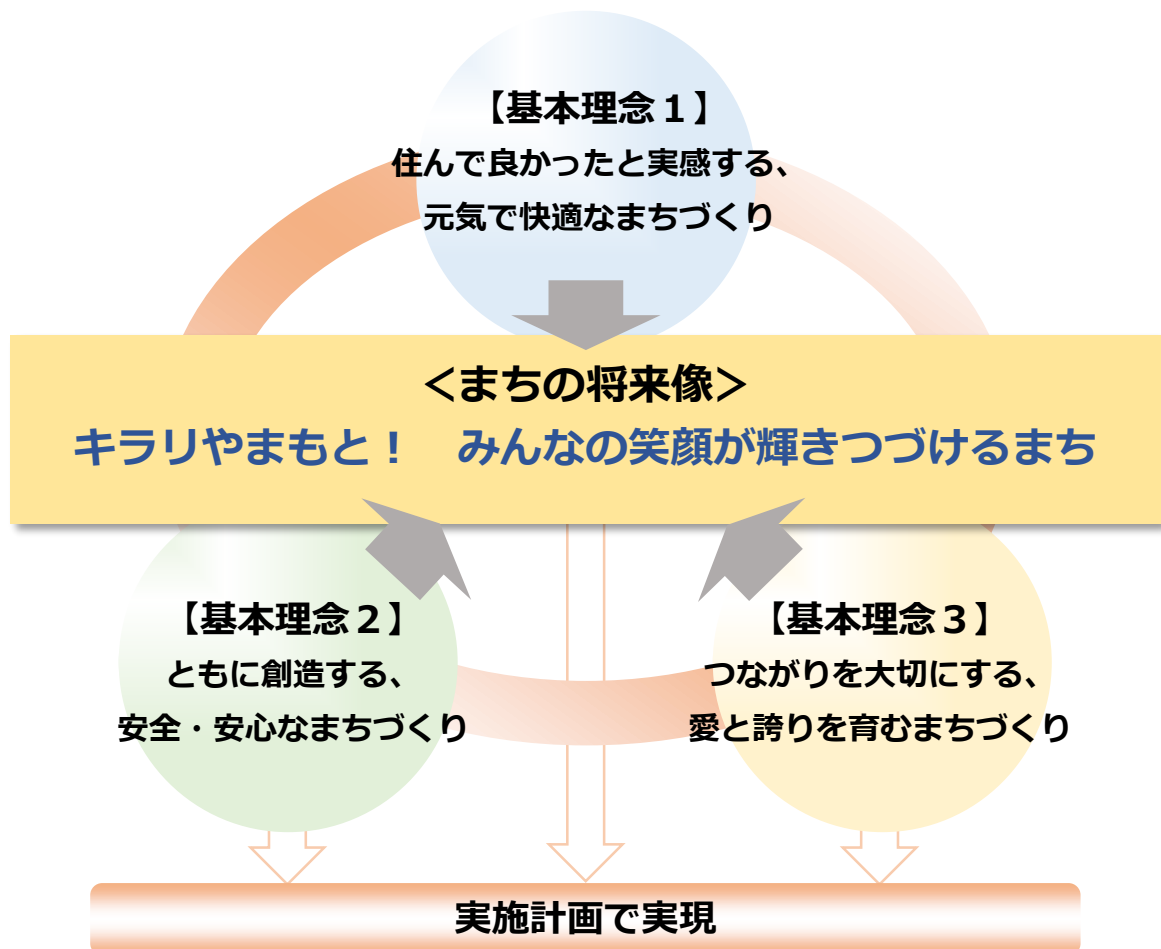 【基本理念１】
住んで良かったと実感する、
元気で快適なまちづくり
＜まちの将来像＞
キラリやまもと！　みんなの笑顔が輝きつづけるまち
【基本理念２】
ともに創造する、
安全・安心なまちづくり
【基本理念３】
つながりを大切にする、
愛と誇りを育むまちづくり
実施計画で実現